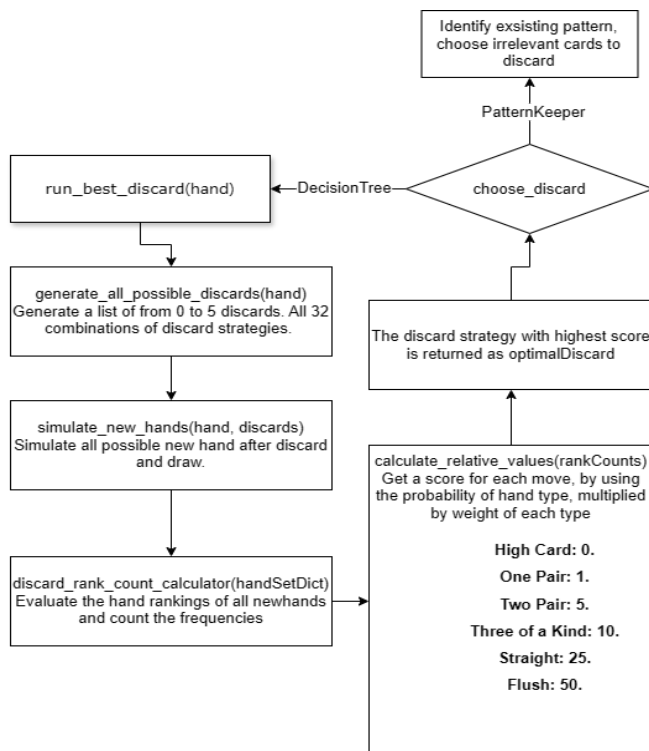 Identify exsisting pattern,
choose irrelevant cards to
discard
PatternKeeper
run_best_discard(hand)
DecisionTree
choose_discard
generate_all_possible_discards(hand)
Generate a list of from 0 to 5 discards. All 32
combinations of discard strategies.
The discard strategy with highest score
is returned as optimalDiscard
simulate_new_hands(hand, discards)
Simulate all possible new hand after discard
and draw.
calculate_relative_values(rankCounts)
Get a score for each move, by using
the probability of hand type, multiplied
by weight of each type
High Card: 0.
One Pair: 1.
Two Pair: 5.
Three of a Kind: 10.
Straight: 25.
Flush: 50.
discard_rank_count_calculator(handSetDict)
Evaluate the hand rankings of all newhands
and count the frequencies